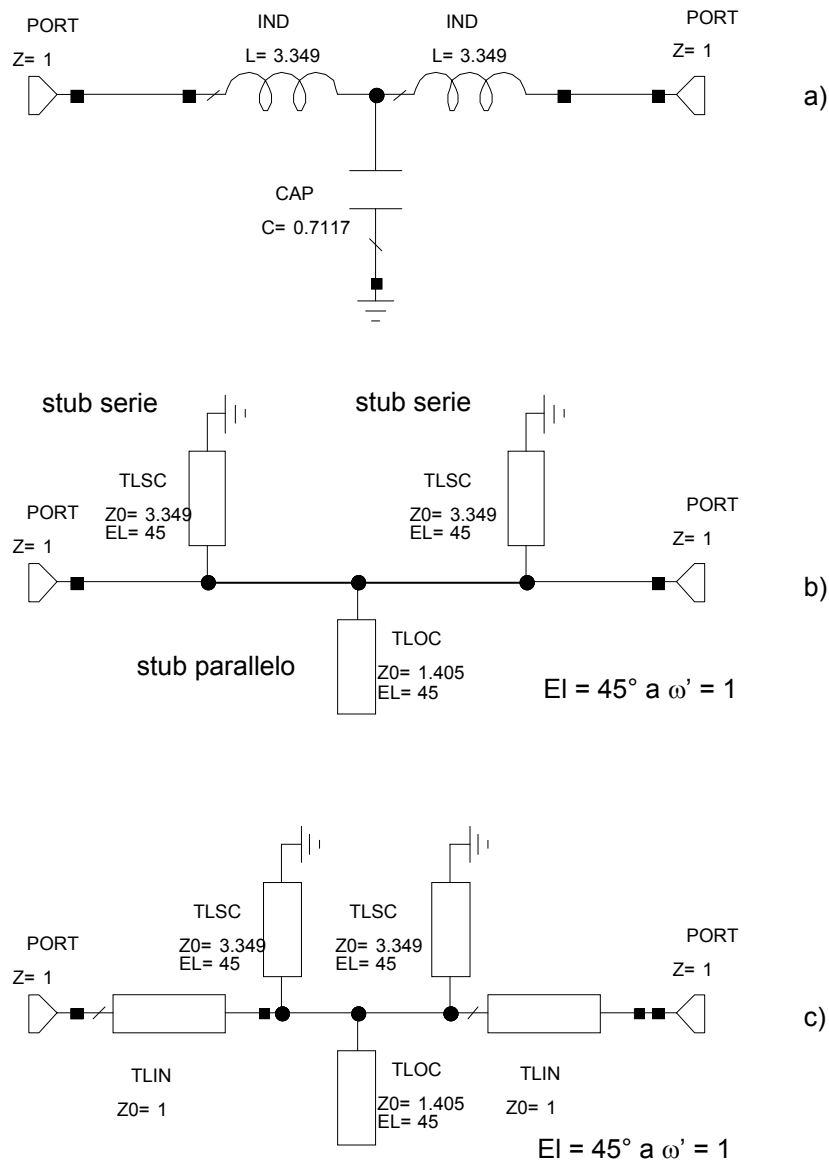 PORT
Z= 1
IND
L= 3.349
IND
L= 3.349
PORT
Z= 1
a)
CAP
C= 0.7117
stub serie
stub serie
TLSC
Z0= 3.349
EL= 45
TLSC
Z0= 3.349
EL= 45
PORT
Z= 1
PORT
Z= 1
b)
stub parallelo
TLOC
Z0= 1.405
EL= 45
El = 45° a ω' = 1
TLSC
Z0= 3.349
EL= 45
TLSC
Z0= 3.349
EL= 45
PORT
Z= 1
PORT
Z= 1
c)
TLIN
Z0= 1
TLOC
Z0= 1.405
EL= 45
TLIN
Z0= 1
El = 45° a ω' = 1